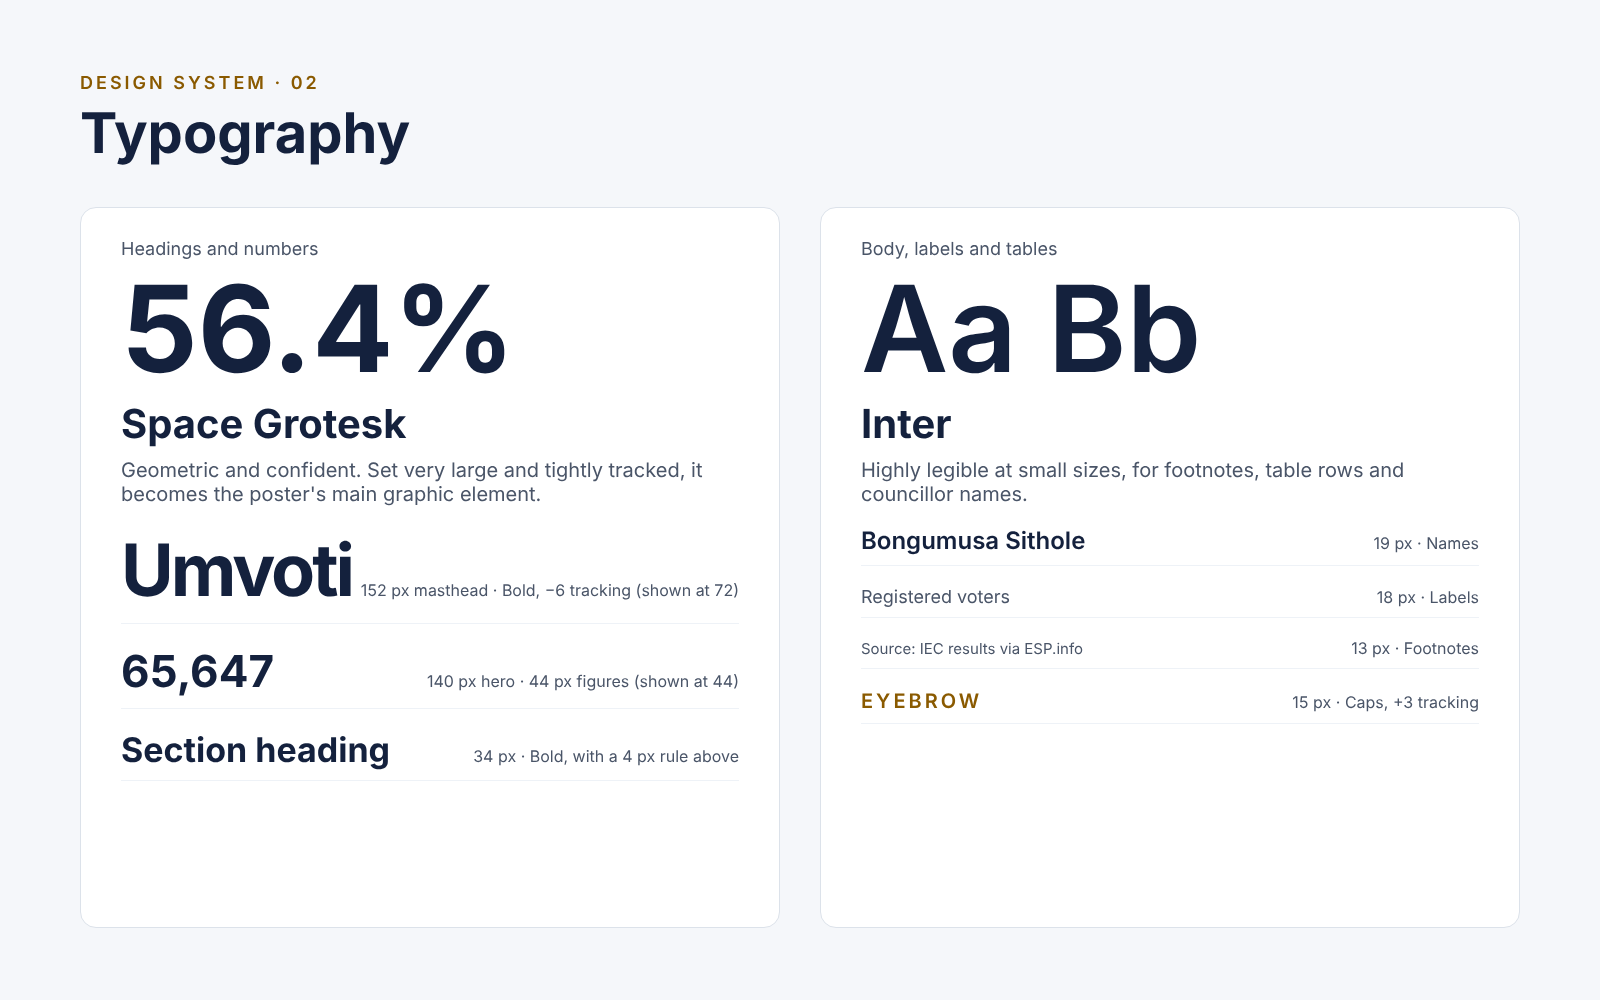 DESIGN SYSTEM · 02
Typography
Headings and numbers
56.4%
Space Grotesk
Geometric and confident. Set very large and tightly tracked, it
becomes the poster's main graphic element.
Umvoti 152 px masthead · Bold, −6 tracking (shown at 72)
65,647 140 px hero · 44 px figures (shown at 44)
Section heading 34 px · Bold, with a 4 px rule above
Body, labels and tables
Aa Bb
Inter
Highly legible at small sizes, for footnotes, table rows and
councillor names.
Bongumusa Sithole 19 px · Names
Registered voters 18 px · Labels
Source: IEC results via ESP.info 13 px · Footnotes
EYEBROW 15 px · Caps, +3 tracking